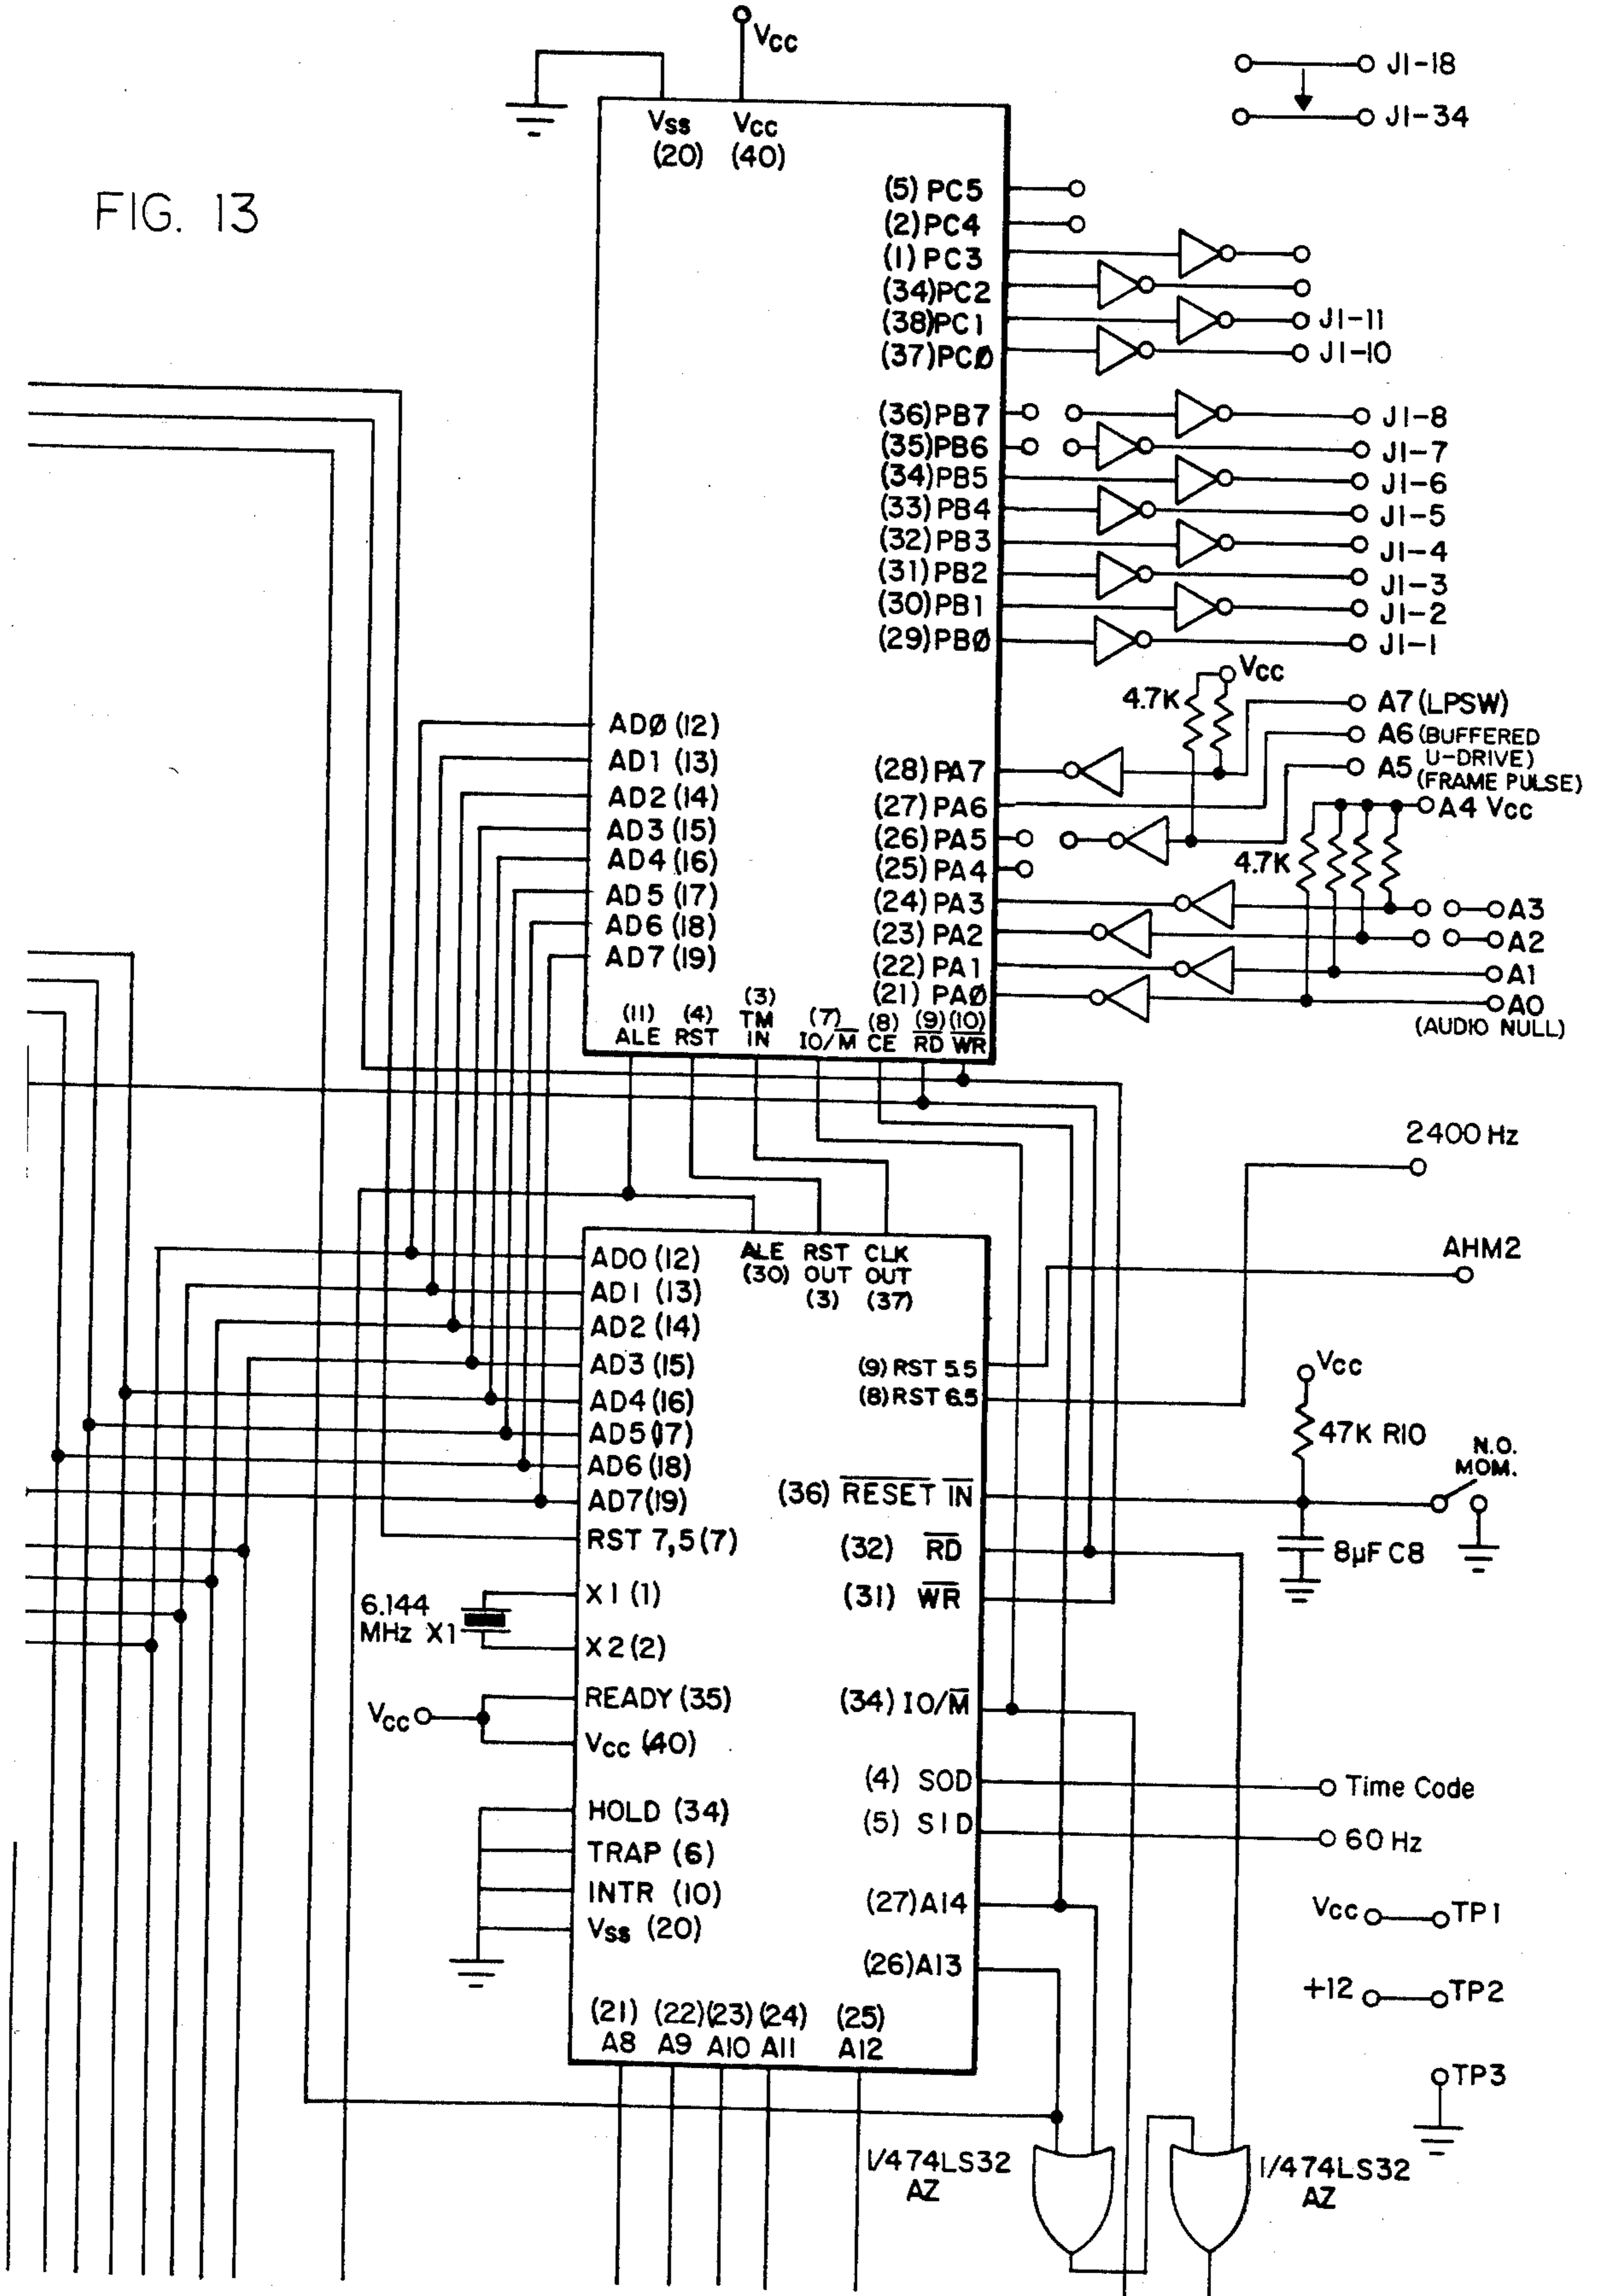 FIG. 13
Vcc
J1-18
J1-34
Vss
(20)
Vcc
(40)
(5) PC5
(2) PC4
(1) PC3
(34) PC2
(38) PC1
J1-11
(37) PCØ
J1-10
(36) PB7
J1-8
(35) PB6
J1-7
(34) PB5
J1-6
(33) PB4
J1-5
(32) PB3
J1-4
(31) PB2
J1-3
(30) PB1
J1-2
(29) PBØ
J1-1
Vcc
4.7K
A7 (LPSW)
A6 (BUFFERED
U-DRIVE)
A5 (FRAME PULSE)
A4 Vcc
4.7K
ADØ (12)
AD1 (13)
AD2 (14)
AD3 (15)
AD4 (16)
AD5 (17)
AD6 (18)
AD7 (19)
(28) PA7
(27) PA6
(26) PA5
(25) PA4
(24) PA3
A3
(23) PA2
A2
(22) PA1
A1
(21) PAØ
A0
(AUDIO NULL)
(11)
ALE
(4)
RST
(3)
TM
IN
(7)
IO/M̅
(8)
CE
(9)
R̅D̅
(10)
W̅R̅
2400 Hz
AHM2
AD0 (12)
AD1 (13)
AD2 (14)
AD3 (15)
AD4 (16)
AD5 (17)
AD6 (18)
AD7 (19)
RST 7,5 (7)
ALE
(30)
RST
OUT
(3)
CLK
OUT
(37)
(9) RST 5.5
(8) RST 6.5
Vcc
47K R10
N.O.
MOM.
(36) R̅E̅S̅E̅T̅ I̅N̅
8µF C8
(32) R̅D̅
(31) W̅R̅
6.144
MHz X1
X1 (1)
X2 (2)
Vcc
READY (35)
Vcc (40)
(34) IO/M̅
HOLD (34)
TRAP (6)
INTR (10)
Vss (20)
(4) SOD
Time Code
(5) SID
60 Hz
(27) A14
(26) A13
Vcc
TP1
+12
TP2
TP3
(21)
A8
(22)
A9
(23)
A10
(24)
A11
(25)
A12
1/474LS32
AZ
1/474LS32
AZ